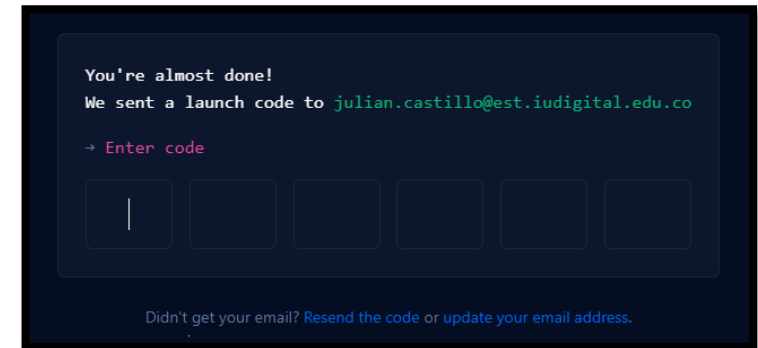 You're almost done!
We sent a launch code to julian.castillo@est.iudigital.edu.co
→ Enter code
Didn't get your email? Resend the code or update your email address.